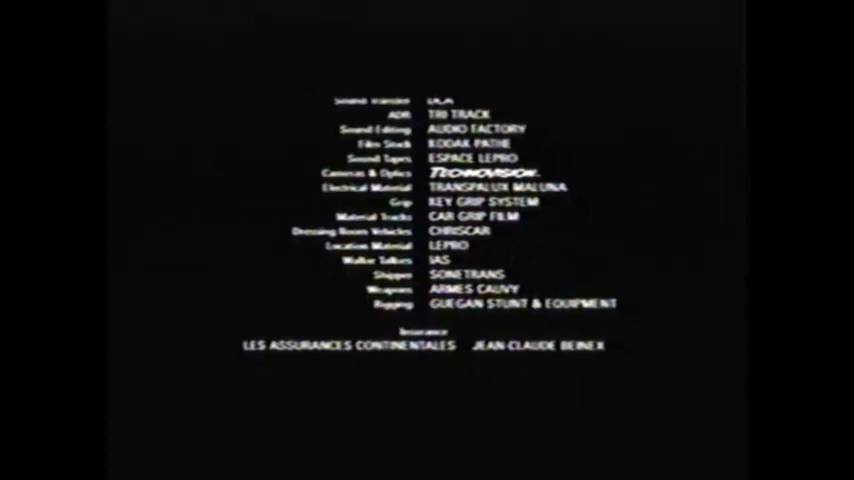 Sound Transfer DCA
ADR TRI TRACK
Sound Editing AUDIO FACTORY
Film Stock KODAK-PATHE
Sound Tapes ESPACE LEPRO
Cameras & Optics TECHNOVISION
Electrical Material TRANSPALUX MALUNA
Grip KEY GRIP SYSTEM
Material Trucks CAR GRIP FILM
Dressing Room Vehicles CHRISCAR
Location Material LEPRO
Walkie Talkies IAS
Shipper SONETRANS
Weapons ARMES CAUVY
Rigging GUEGAN STUNT & EQUIPMENT
Insurance
LES ASSURANCES CONTINENTALES JEAN CLAUDE BEINEX